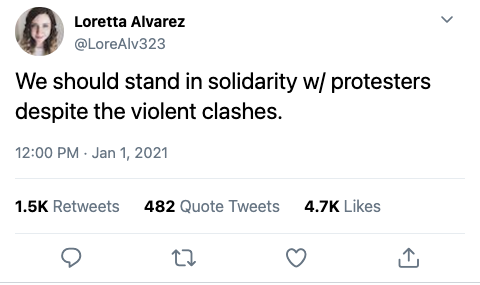 Loretta Alvarez
@LoreAlv323
We should stand in solidarity w/ protesters
despite the violent clashes.
12:00 PM · Jan 1, 2021
1.5K Retweets 482 Quote Tweets 4.7K Likes